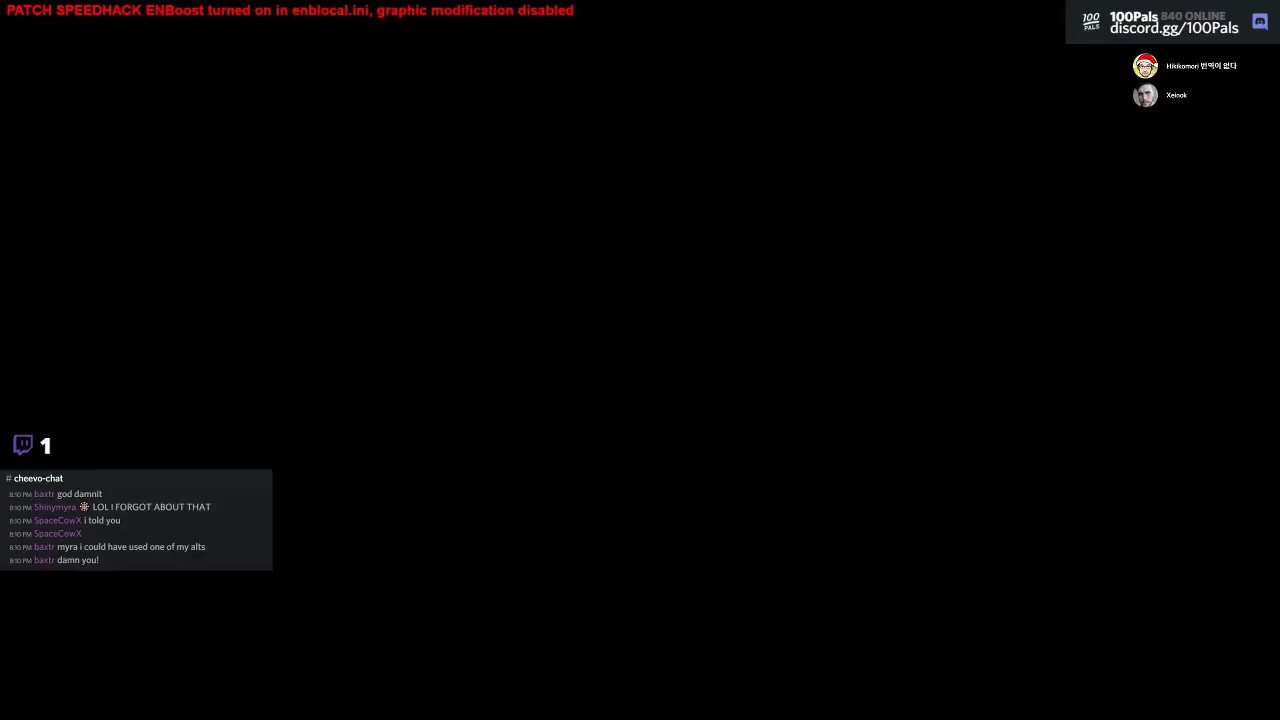 PATCH SPEEDHACK ENBoost turned on in enblocal.ini, graphic modification disabled
100 PALS
100Pals 840 ONLINE
discord.gg/100Pals
Hikikomori 번역이 없다
Xeinok
1
# cheevo-chat
8:10 PM baxtr god damnit
8:10 PM Shinymyra LOL I FORGOT ABOUT THAT
8:10 PM SpaceCowX i told you
8:10 PM SpaceCowX
8:10 PM baxtr myra i could have used one of my alts
8:10 PM baxtr damn you!